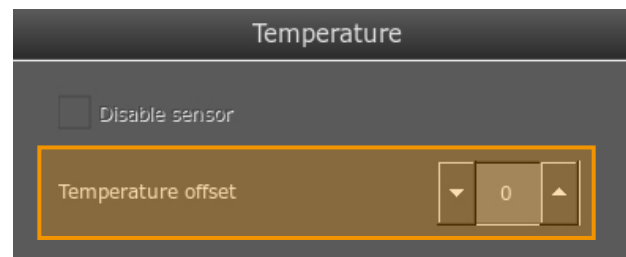 Temperature
Disable sensor
Temperature offset 0